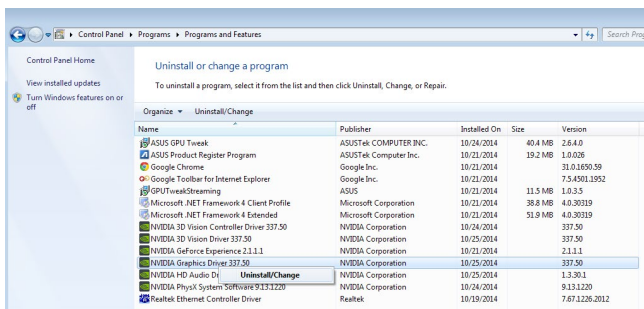 Control Panel ▸ Programs ▸ Programs and Features
Search Pro
Control Panel Home
View installed updates
Turn Windows features on or off
Uninstall or change a program
To uninstall a program, select it from the list and then click Uninstall, Change, or Repair.
Organize Uninstall/Change
Name Publisher Installed On Size Version
ASUS GPU Tweak ASUSTek COMPUTER INC. 10/24/2014 40.4 MB 2.6.4.0
ASUS Product Register Program ASUSTek Computer Inc. 10/21/2014 19.2 MB 1.0.026
Google Chrome Google Inc. 10/21/2014 31.0.1650.59
Google Toolbar for Internet Explorer Google Inc. 10/21/2014 7.5.4501.1952
GPUTweakStreaming ASUS 10/21/2014 11.5 MB 1.0.3.5
Microsoft .NET Framework 4 Client Profile Microsoft Corporation 10/21/2014 38.8 MB 4.0.30319
Microsoft .NET Framework 4 Extended Microsoft Corporation 10/21/2014 51.9 MB 4.0.30319
NVIDIA 3D Vision Controller Driver 337.50 NVIDIA Corporation 10/24/2014 337.50
NVIDIA 3D Vision Driver 337.50 NVIDIA Corporation 10/25/2014 337.50
NVIDIA GeForce Experience 2.1.1.1 NVIDIA Corporation 10/21/2014 2.1.1.1
NVIDIA Graphics Driver 337.50 NVIDIA Corporation 10/25/2014 337.50
NVIDIA HD Audio Dr Uninstall/Change NVIDIA Corporation 10/25/2014 1.3.30.1
NVIDIA PhysX System Software 9.13.1220 NVIDIA Corporation 10/24/2014 9.13.1220
Realtek Ethernet Controller Driver Realtek 10/19/2014 7.67.1226.2012